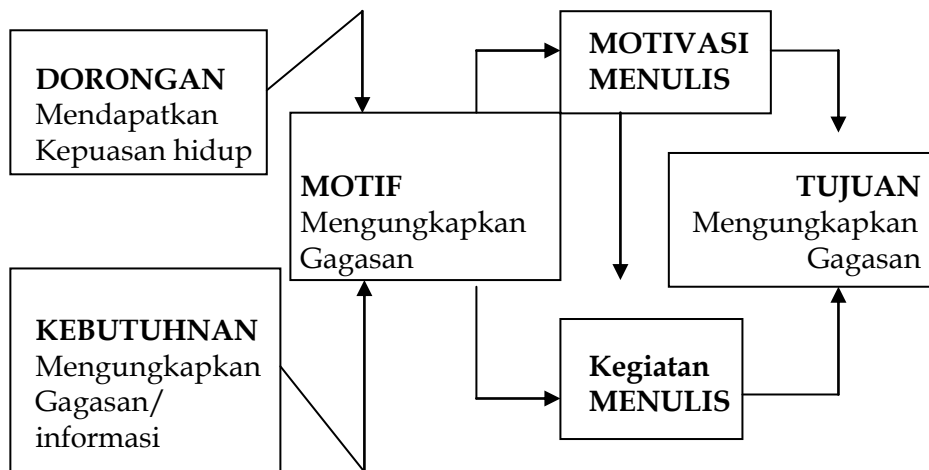 DORONGAN
Mendapatkan
Kepuasan hidup
KEBUTUHNAN
Mengungkapkan
Gagasan/
informasi
MOTIF
Mengungkapkan
Gagasan
MOTIVASI
MENULIS
Kegiatan
MENULIS
TUJUAN
Mengungkapkan
Gagasan